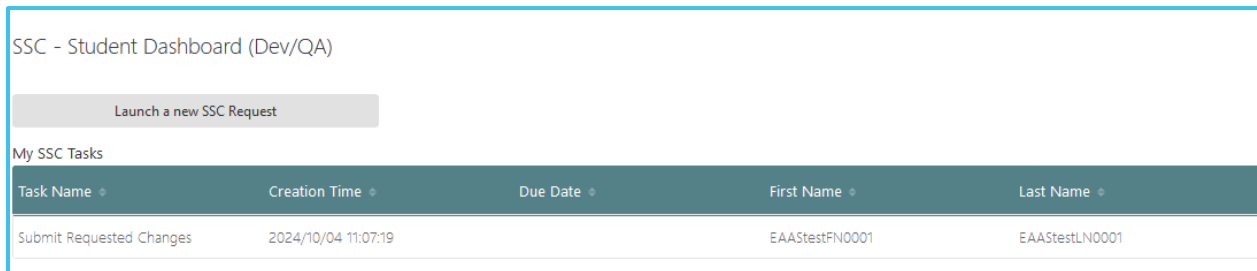 SSC - Student Dashboard (Dev/QA)
Launch a new SSC Request
My SSC Tasks
Task Name Creation Time Due Date First Name Last Name
Submit Requested Changes 2024/10/04 11:07:19 EAAStestFN0001 EAAStestLN0001